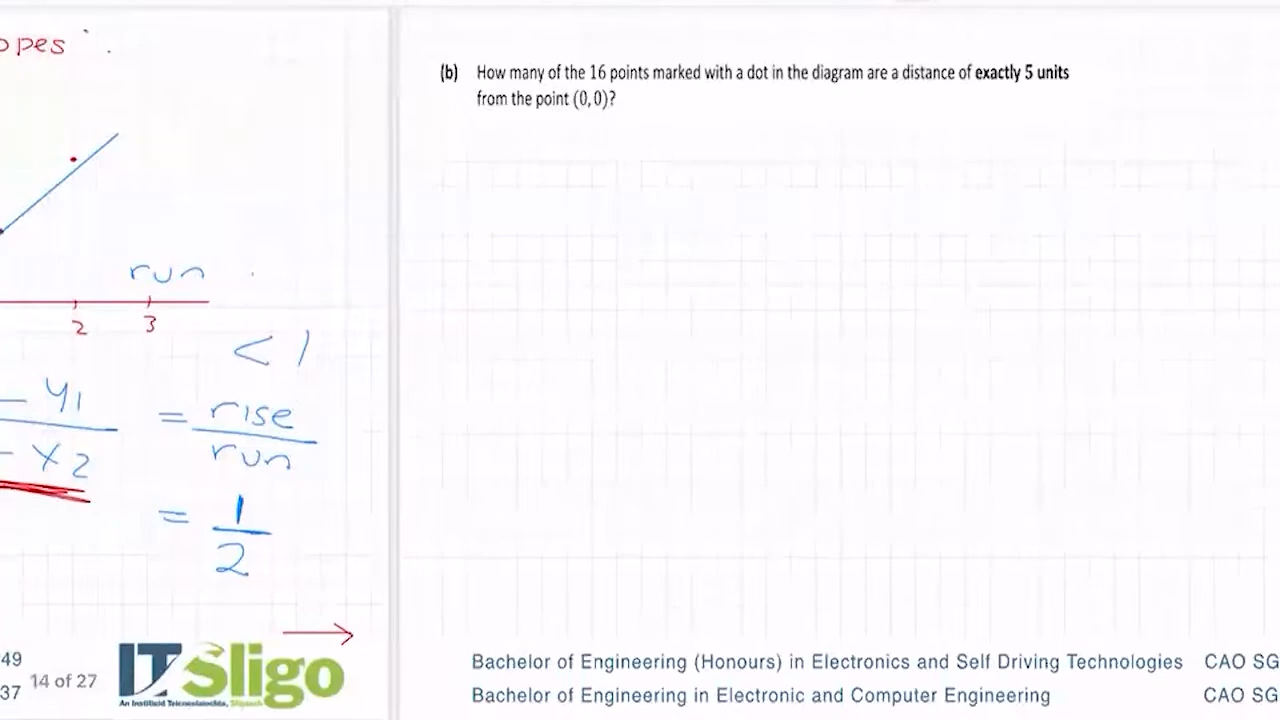 opes
run
2 3
< 1
- y1 = rise
- x2 run
= 1
2
49
37
14 of 27
IT Sligo
An Institiúid Teicneolaíochta, Sligeach
(b) How many of the 16 points marked with a dot in the diagram are a distance of exactly 5 units
from the point (0,0)?
Bachelor of Engineering (Honours) in Electronics and Self Driving Technologies CAO SG
Bachelor of Engineering in Electronic and Computer Engineering CAO SG